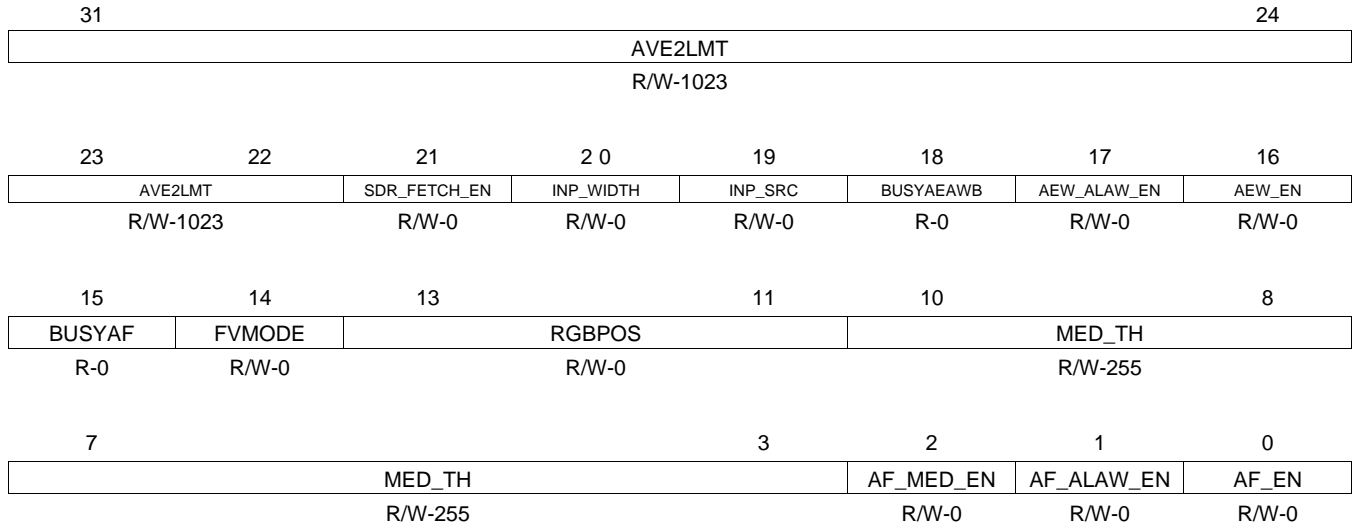 31 24
AVE2LMT
R/W-1023
23 22 21 2 0 19 18 17 16
AVE2LMT SDR_FETCH_EN INP_WIDTH INP_SRC BUSYAEAWB AEW_ALAW_EN AEW_EN
R/W-1023 R/W-0 R/W-0 R/W-0 R-0 R/W-0 R/W-0
15 14 13 11 10 8
BUSYAF FVMODE RGBPOS MED_TH
R-0 R/W-0 R/W-0 R/W-255
7 3 2 1 0
MED_TH AF_MED_EN AF_ALAW_EN AF_EN
R/W-255 R/W-0 R/W-0 R/W-0